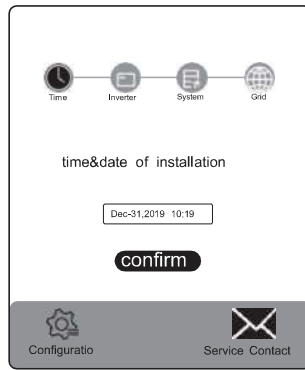 Time Inverter System Grid
time&date of installation
Dec-31,2019 10:19
confirm
Configuratio Service Contact